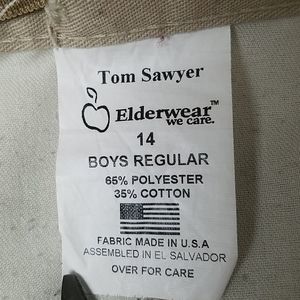 Tom Sawyer
Elderwear™
we care.
14
BOYS REGULAR
65% POLYESTER
35% COTTON
FABRIC MADE IN U.S.A
ASSEMBLED IN EL SALVADOR
OVER FOR CARE